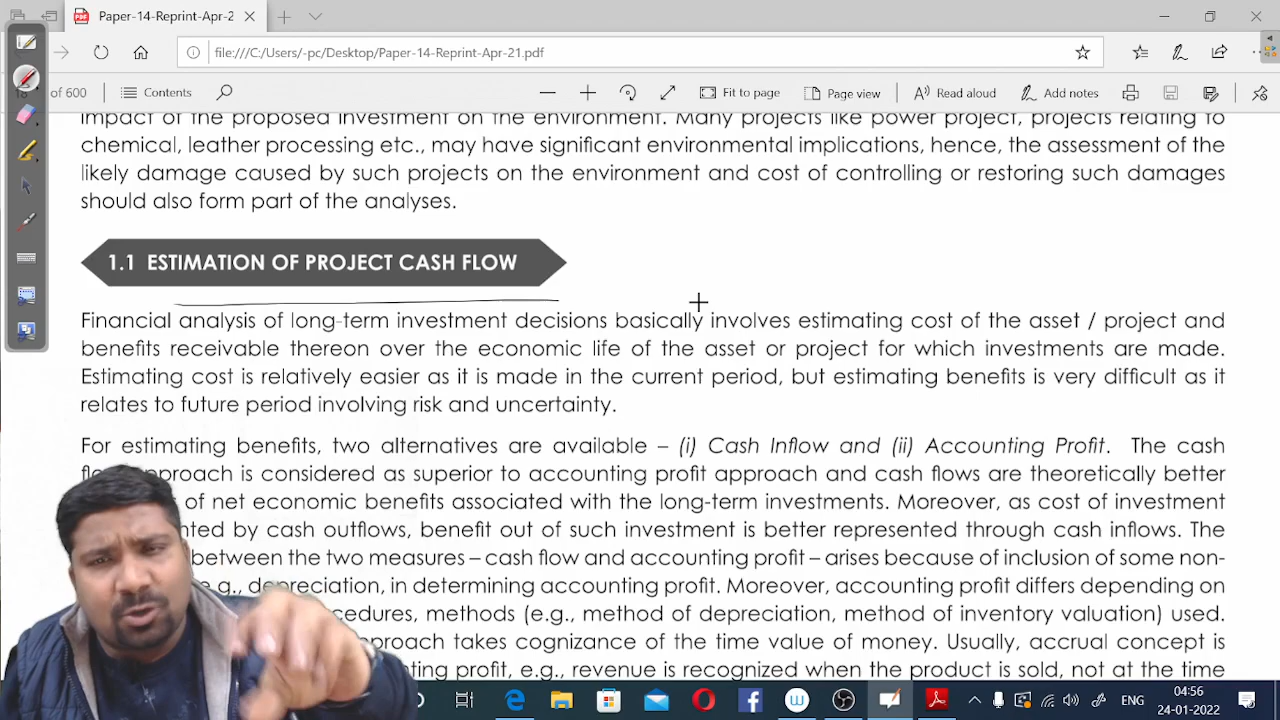 Paper-14-Reprint-Apr-2
file:///C:/Users/-pc/Desktop/Paper-14-Reprint-Apr-21.pdf
of 600 Contents Fit to page Page view Read aloud Add notes
impact of the proposed investment on the environment. Many projects like power project, projects relating to
chemical, leather processing etc., may have significant environmental implications, hence, the assessment of the
likely damage caused by such projects on the environment and cost of controlling or restoring such damages
should also form part of the analyses.
1.1 ESTIMATION OF PROJECT CASH FLOW
Financial analysis of long-term investment decisions basically involves estimating cost of the asset / project and
benefits receivable thereon over the economic life of the asset or project for which investments are made.
Estimating cost is relatively easier as it is made in the current period, but estimating benefits is very difficult as it
relates to future period involving risk and uncertainty.
For estimating benefits, two alternatives are available – (i) Cash Inflow and (ii) Accounting Profit. The cash
approach is considered as superior to accounting profit approach and cash flows are theoretically better
of net economic benefits associated with the long-term investments. Moreover, as cost of investment
by cash outflows, benefit out of such investment is better represented through cash inflows. The
between the two measures – cash flow and accounting profit – arises because of inclusion of some non-
depreciation, in determining accounting profit. Moreover, accounting profit differs depending on
methods (e.g., method of depreciation, method of inventory valuation) used.
takes cognizance of the time value of money. Usually, accrual concept is
profit, e.g., revenue is recognized when the product is sold, not at the time
ENG 04:56
24-01-2022